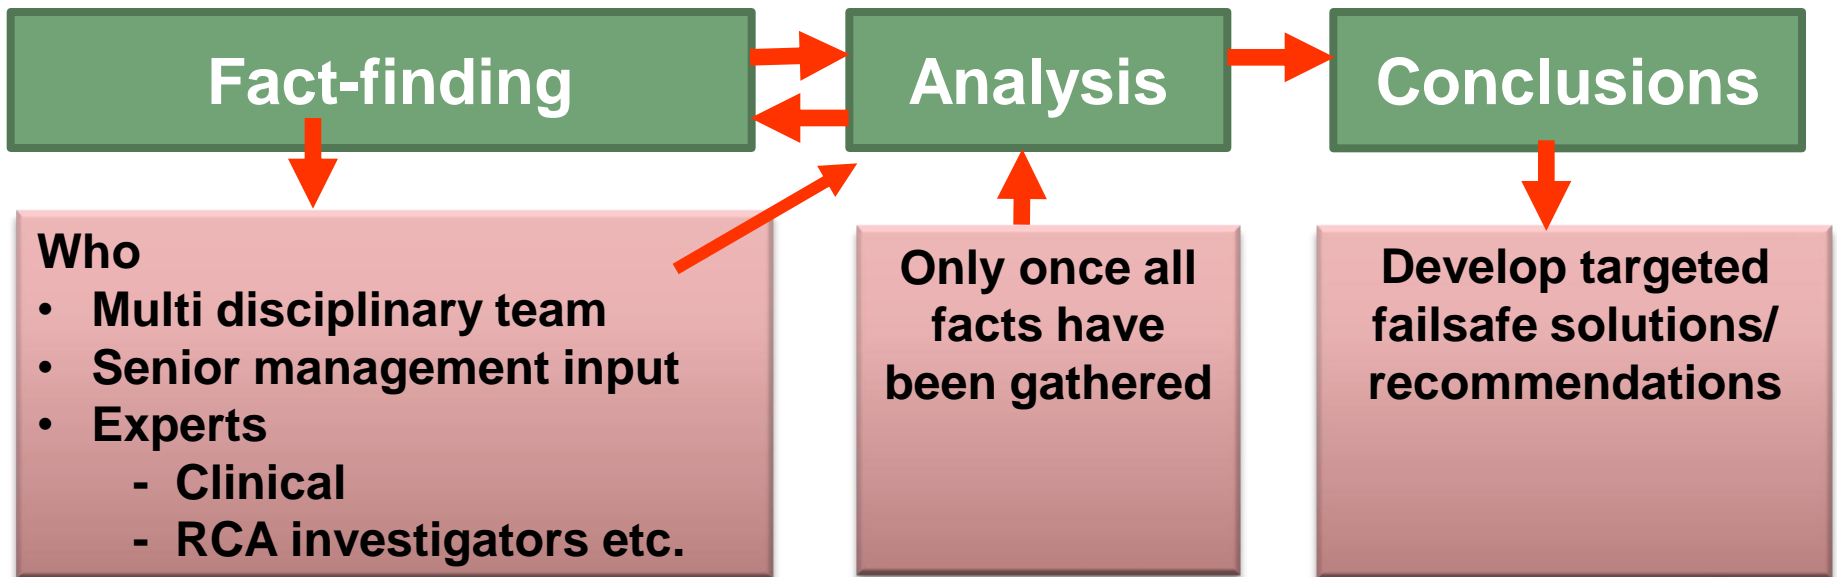 Fact-finding
Analysis
Conclusions
Who
• Multi disciplinary team
• Senior management input
• Experts
- Clinical
- RCA investigators etc.
Only once all
facts have
been gathered
Develop targeted
failsafe solutions/
recommendations